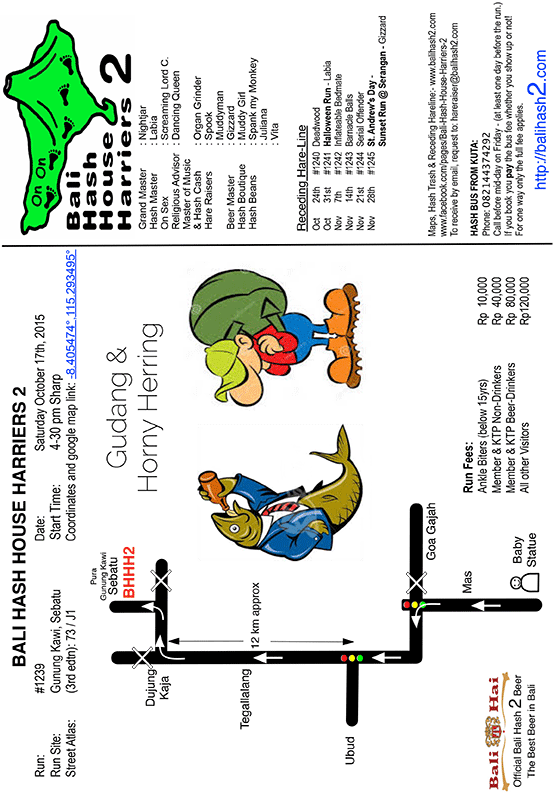 BALI HASH HOUSE HARRIERS 2
Run: #1239
Run Site: Gunung Kawi, Sebatu
Street Atlas: (3rd edtn): 73 / J1
Date: Saturday October 17th, 2015
Start Time: 4-30 pm Sharp
Coordinates and google map link: -8.405474°, 115.293495°
Gudang &
Horny Herring
Pura
Gunung Kawi
Sebatu
BHHH2
Dujung
Kaja
12 km approx
Tegallalang
Ubud
Goa Gajah
Mas
Baby
Statue
Bali Hai
Official Bali Hash 2 Beer
The Best Beer in Bali
Run Fees:
Ankle Biters (below 15yrs) Rp 10,000
Member & KTP Non-Drinkers Rp 40,000
Member & KTP Beer-Drinkers Rp 80,000
All other Visitors Rp120,000
On On
Bali
Hash
House
Harriers 2
Grand Master : Nightjar
Hash Master : Labia
On Sex : Screaming Lord C.
Religious Advisor : Dancing Queen
Master of Music
& Hash Cash : Organ Grinder
Hare Raisers : Spook
: Muddyman
Beer Master : Gizzard
Hash Boutique : Muddy Girl
Hash Beans : Spank my Monkey
: Juliana
: Vita
Receding Hare-Line
Oct 24th #1240 Deadwood
Oct 31st #1241 Halloween Run - Labia
Nov 7th #1242 Inflatable Bedmate
Nov 14th #1243 Barnacle Balls
Nov 21st #1244 Serial Offender
Nov 28th #1245 St. Andrew's Day -
Sunset Run @ Serangan - Gizzard
Maps, Hash Trash & Receding Hareline:- www.balihash2.com
www.facebook.com/pages/Bali-Hash-House-Harriers-2
To receive by email, request to: hareraiser@balihash2.com
HASH BUS FROM KUTA:
Phone: 082144374292
Call before mid-day on Friday - (at least one day before the run.)
If you book you pay the bus fee whether you show up or not!
For one way only the full fee applies.
http://balihash2.com